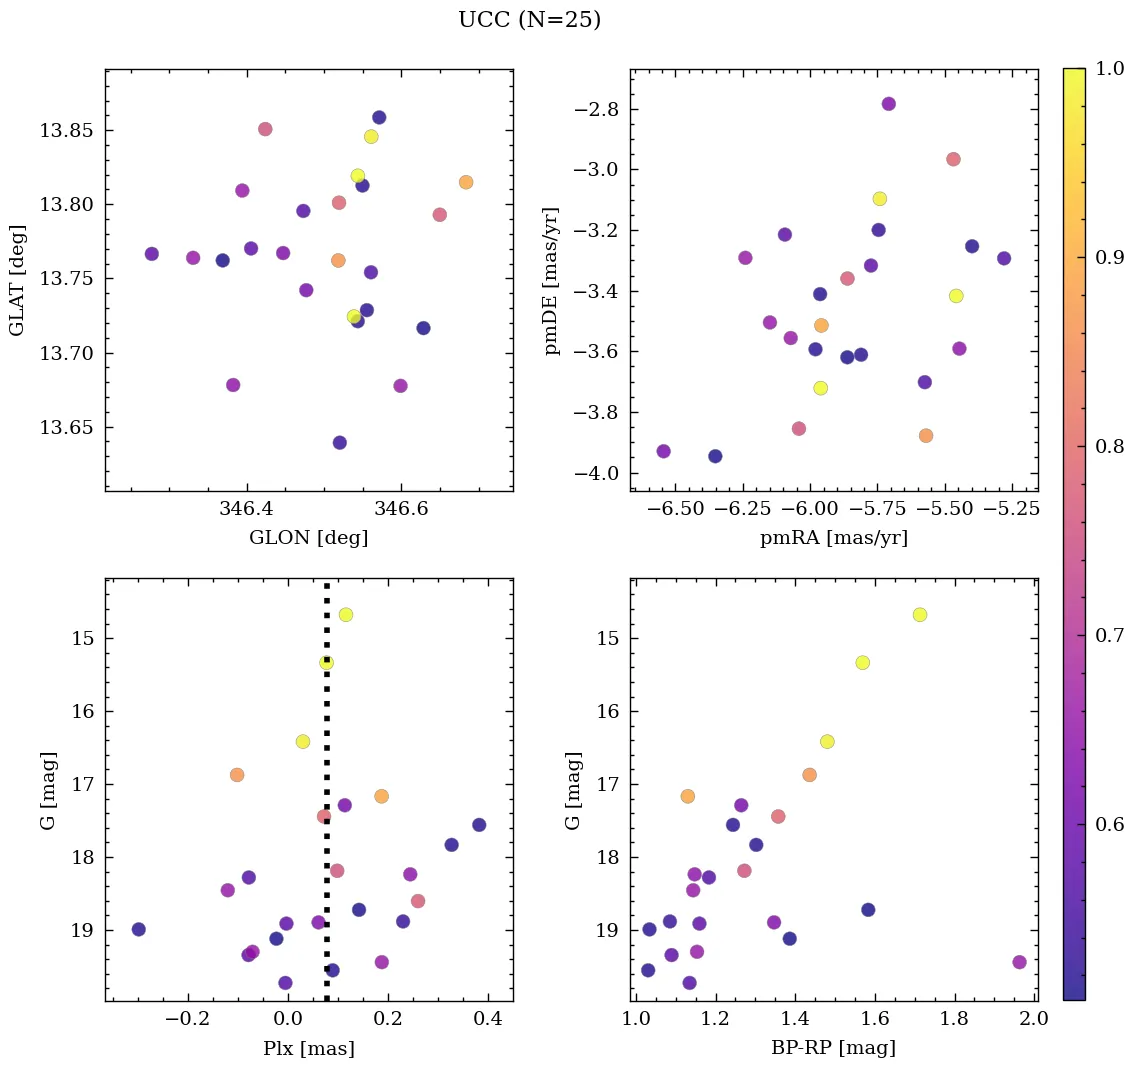 UCC (N=25)
13.85
13.80
13.75
13.70
13.65
GLAT [deg]
346.4 346.6
GLON [deg]
−2.8
−3.0
−3.2
−3.4
−3.6
−3.8
−4.0
pmDE [mas/yr]
−6.50 −6.25 −6.00 −5.75 −5.50 −5.25
pmRA [mas/yr]
15
16
17
18
19
G [mag]
−0.2 0.0 0.2 0.4
Plx [mas]
15
16
17
18
19
G [mag]
1.0 1.2 1.4 1.6 1.8 2.0
BP-RP [mag]
1.0
0.9
0.8
0.7
0.6